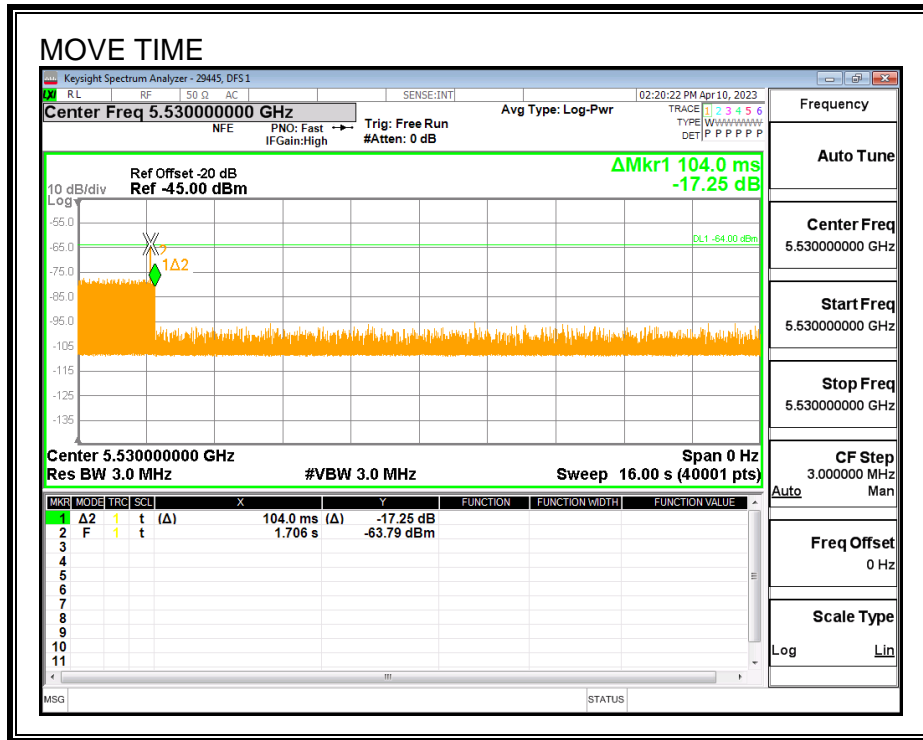 MOVE TIME
Keysight Spectrum Analyzer - 29445, DFS 1
LXI RL RF 50 Ω AC SENSE:INT 02:20:22 PM Apr 10, 2023
Center Freq 5.530000000 GHz Avg Type: Log-Pwr TRACE 1 2 3 4 5 6
NFE PNO: Fast Trig: Free Run TYPE WWWWWW
IFGain:High #Atten: 0 dB DET P P P P P P
ΔMkr1 104.0 ms
-17.25 dB
Ref Offset -20 dB
10 dB/div Ref -45.00 dBm
Log
-55.0
-65.0
-75.0
-85.0
-95.0
-105
-115
-125
-135
DL1 -64.00 dBm
2
1Δ2
Center 5.530000000 GHz Span 0 Hz
Res BW 3.0 MHz #VBW 3.0 MHz Sweep 16.00 s (40001 pts)
MKR MODE TRC SCL X Y FUNCTION FUNCTION WIDTH FUNCTION VALUE
1 Δ2 1 t (Δ) 104.0 ms (Δ) -17.25 dB
2 F 1 t 1.706 s -63.79 dBm
3
4
5
6
7
8
9
10
11
MSG STATUS
Frequency
Auto Tune
Center Freq
5.530000000 GHz
Start Freq
5.530000000 GHz
Stop Freq
5.530000000 GHz
CF Step
3.000000 MHz
Auto Man
Freq Offset
0 Hz
Scale Type
Log Lin